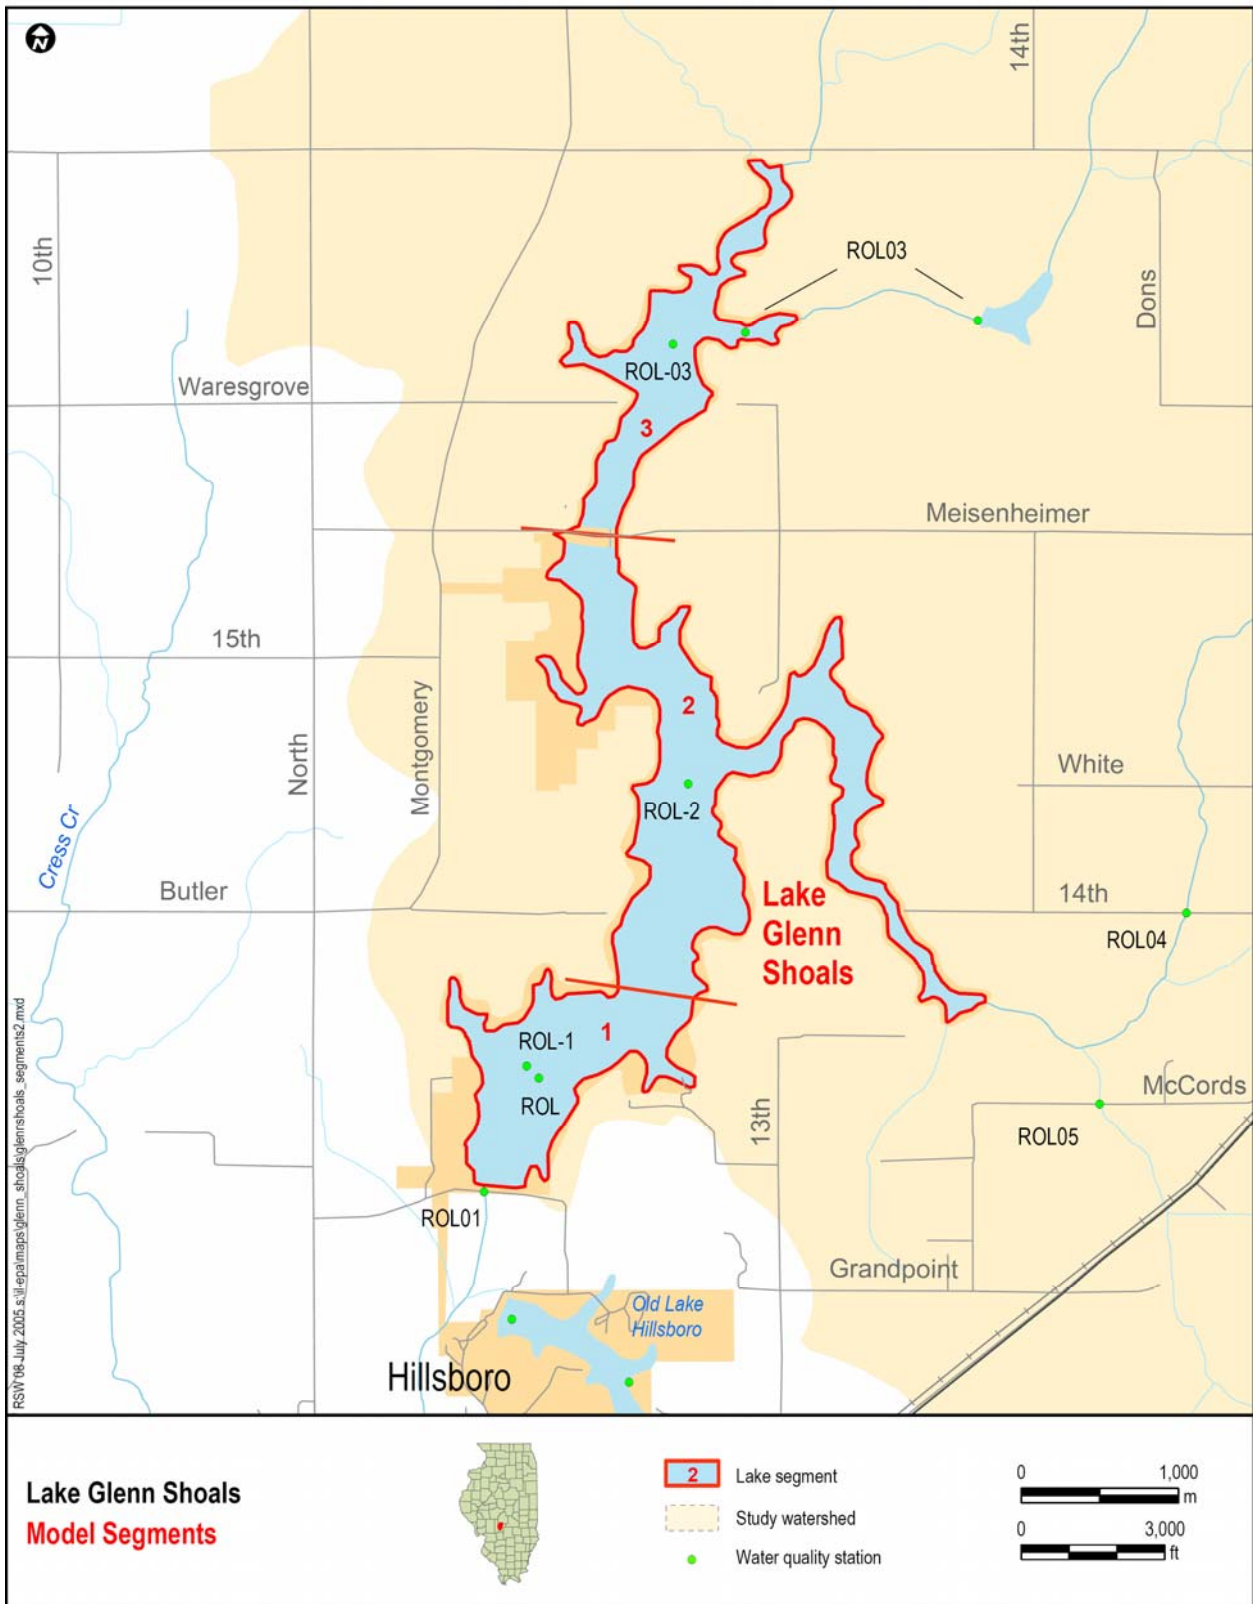 N
14th
10th
ROL03
Dons
Waresgrove
ROL-03
3
Meisenheimer
15th
Montgomery
2
North
White
ROL-2
Cress Cr
Butler
Lake
Glenn
Shoals
14th
ROL04
1
ROL-1
ROL
McCords
13th
ROL05
ROL01
Grandpoint
Old Lake
Hillsboro
Hillsboro
RSW 08 July 2005 s:\il-epa\maps\glenn_shoals\glennshoals_segments2.mxd
Lake Glenn Shoals
Model Segments
2 Lake segment
Study watershed
Water quality station
0 1,000
m
0 3,000
ft